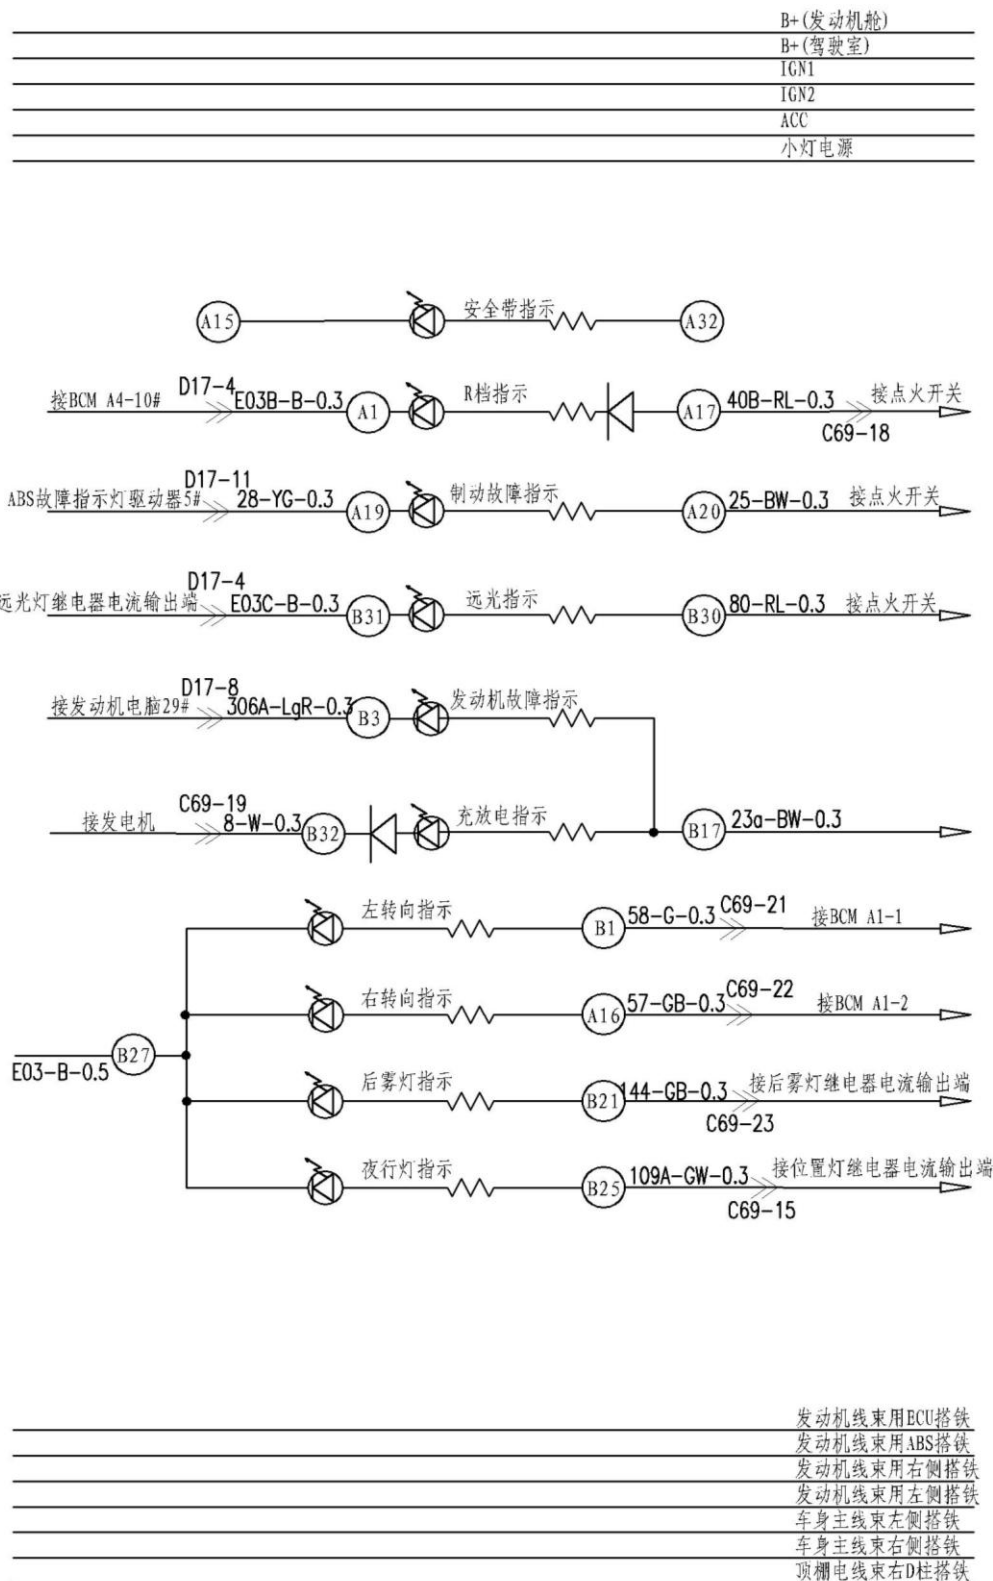 B+(发动机舱)
B+(驾驶室)
IGN1
IGN2
ACC
小灯电源
A15 安全带指示 A32
接BCM A4-10# D17-4 E03B-B-0.3 A1 R档指示 A17 40B-RL-0.3 C69-18 接点火开关
ABS故障指示灯驱动器5# D17-11 28-YG-0.3 A19 制动故障指示 A20 25-BW-0.3 接点火开关
远光灯继电器电流输出端 D17-4 E03C-B-0.3 B31 远光指示 B30 80-RL-0.3 接点火开关
接发动机电脑29# D17-8 306A-LgR-0.3 B3 发动机故障指示
接发电机 C69-19 8-W-0.3 B32 充放电指示 B17 23a-BW-0.3
左转向指示 B1 58-G-0.3 C69-21 接BCM A1-1
右转向指示 A16 57-GB-0.3 C69-22 接BCM A1-2
E03-B-0.5 B27
后雾灯指示 B21 144-GB-0.3 C69-23 接后雾灯继电器电流输出端
夜行灯指示 B25 109A-GW-0.3 C69-15 接位置灯继电器电流输出端
发动机线束用ECU搭铁
发动机线束用ABS搭铁
发动机线束用右侧搭铁
发动机线束用左侧搭铁
车身主线束左侧搭铁
车身主线束右侧搭铁
顶棚电线束右D柱搭铁